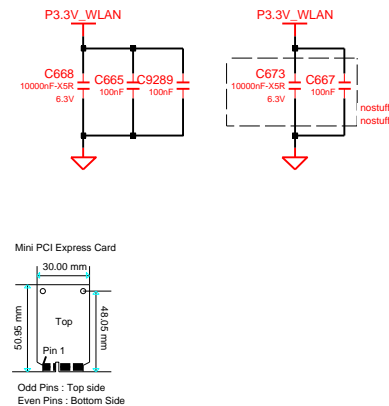 P3.3V_WLAN
P3.3V_WLAN
C668
10000nF-X5R
6.3V
C665
100nF
C9289
100nF
C673
10000nF-X5R
6.3V
C667
100nF
nostuff
nostuff
Mini PCI Express Card
30.00 mm
50.95 mm
48.05 mm
Top
Pin 1
Odd Pins : Top side
Even Pins : Bottom Side